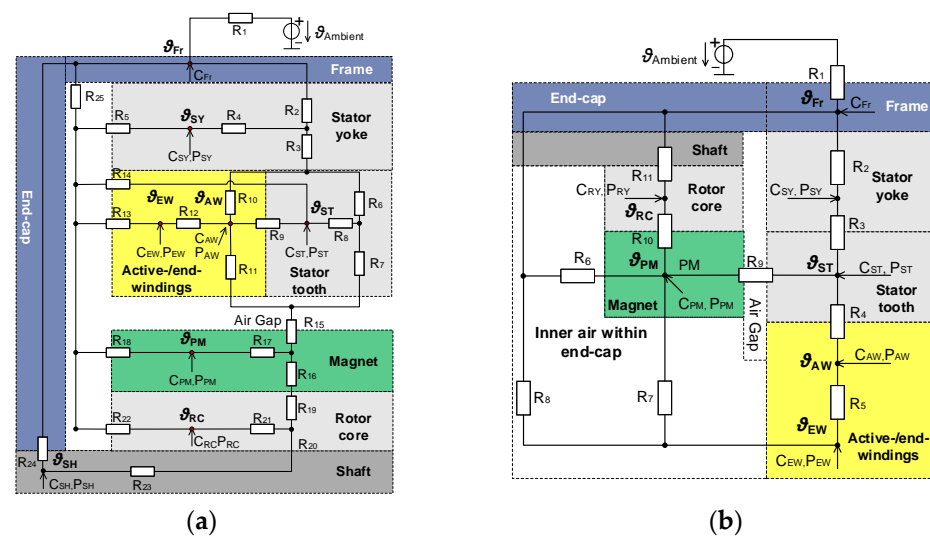 R1
+
−
ϑAmbient
ϑFr
CFr
Frame
R25
R2
R5
ϑSY
R4
Stator
yoke
CSY,PSY
R3
R14
ϑEW
ϑAW
R10
R6
R13
R12
ϑST
CAW
PAW
R9
R8
CEW,PEW
CST,PST
R11
R7
Active-/end-
windings
Stator
tooth
End-cap
Air Gap
R15
R18
ϑPM
R17
CPM,PPM
R16
Magnet
R19
R22
ϑRC
R21
Rotor
core
CRCPRC
R20
R24
ϑSH
Shaft
CSH,PSH
R23
(a)
ϑAmbient
+
−
R1
End-cap
ϑFr
CFr
Frame
Shaft
R11
R2
Stator
yoke
CRY,PRY
Rotor
core
CSY,PSY
ϑRC
R10
R3
R6
ϑPM
PM
R9
ϑST
CST,PST
Magnet
CPM,PPM
Stator
tooth
Air Gap
R4
Inner air within
end-cap
ϑAW
CAW,PAW
R8
R7
R5
ϑEW
Active-/end-
windings
CEW,PEW
(b)